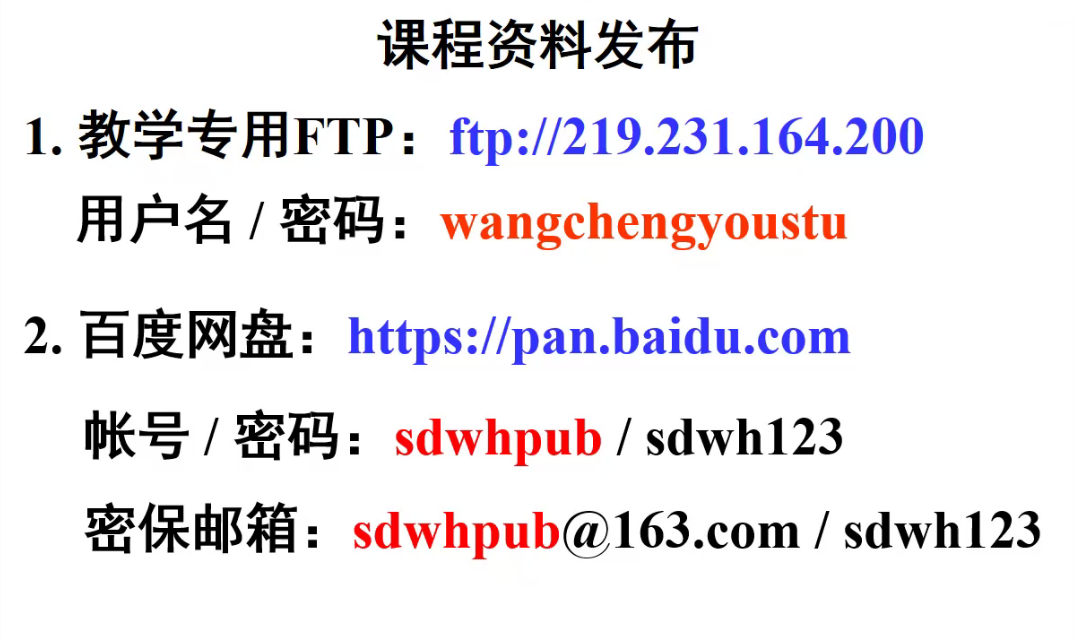 课程资料发布
1. 教学专用FTP：ftp://219.231.164.200
用户名 / 密码：wangchengyoustu
2. 百度网盘：https://pan.baidu.com
帐号 / 密码：sdwhpub / sdwh123
密保邮箱：sdwhpub@163.com / sdwh123